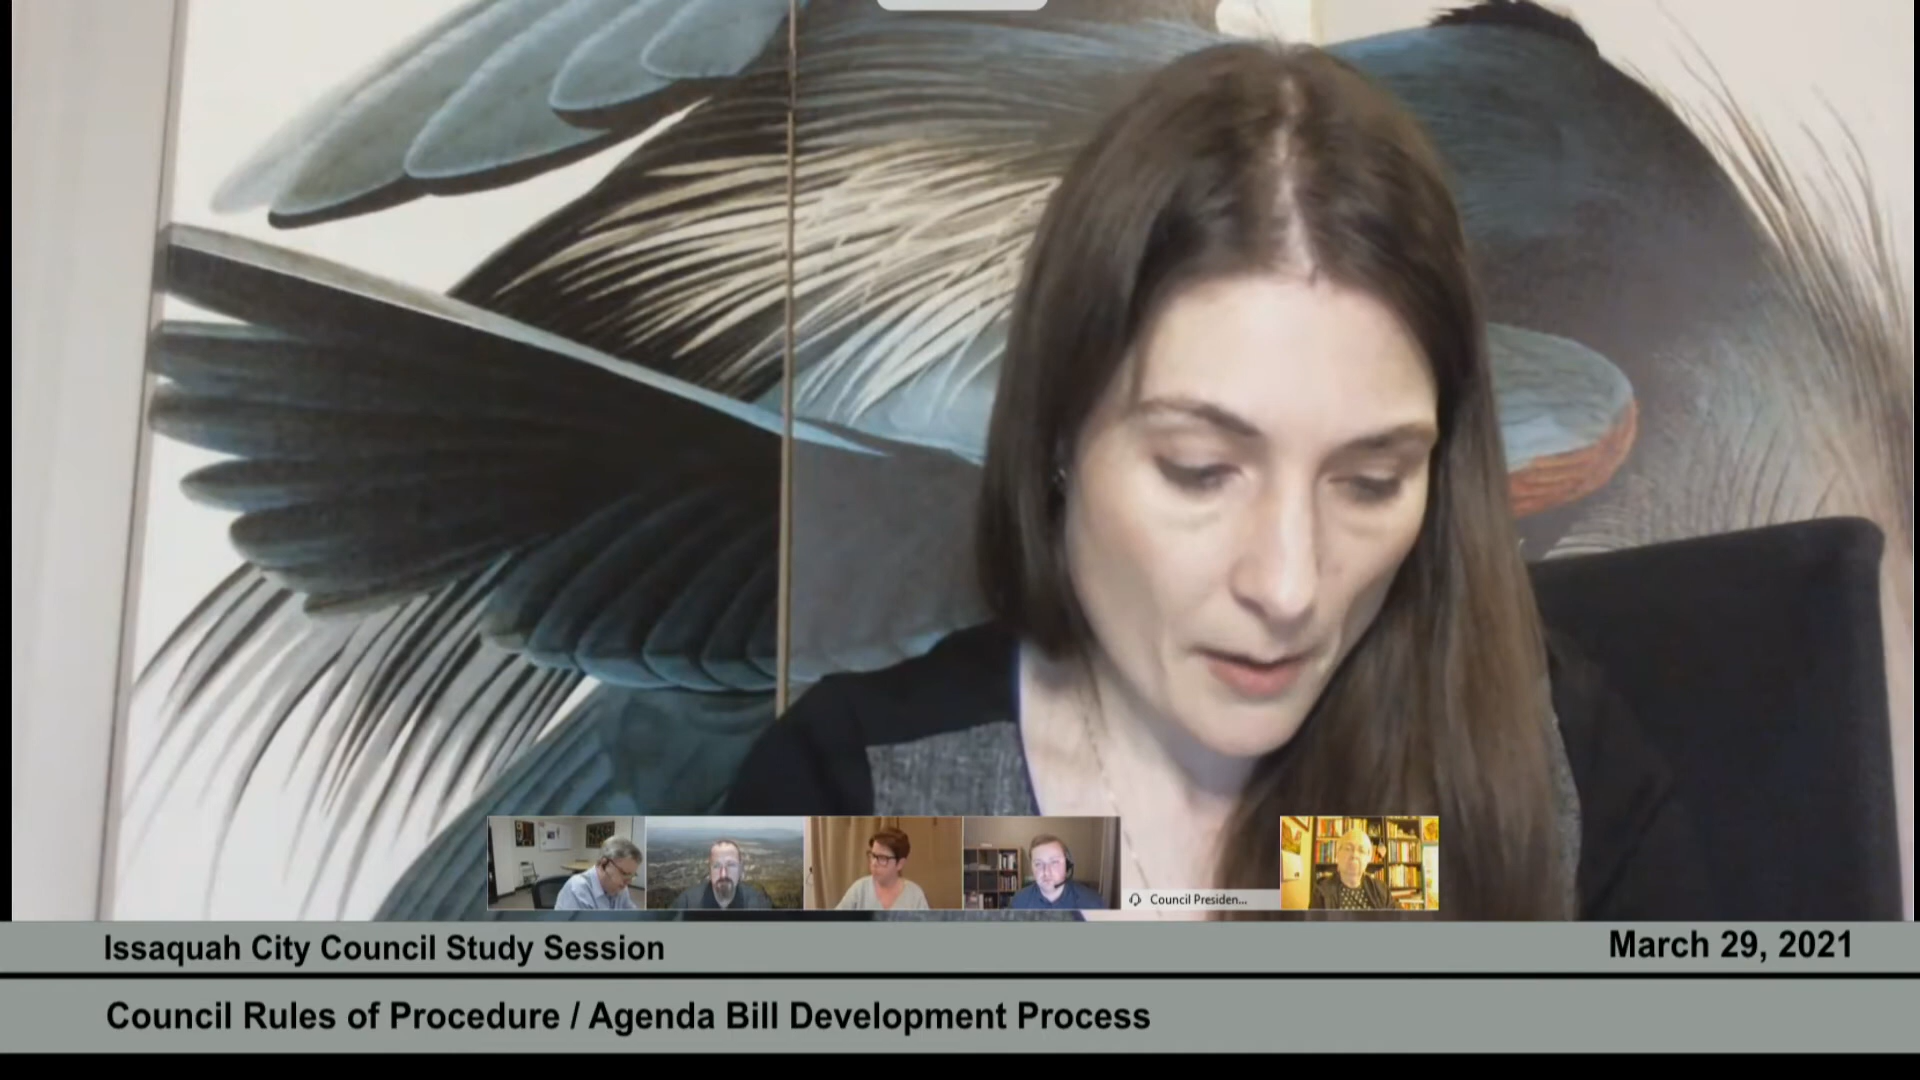 Council Presiden...
Issaquah City Council Study Session
March 29, 2021
Council Rules of Procedure / Agenda Bill Development Process